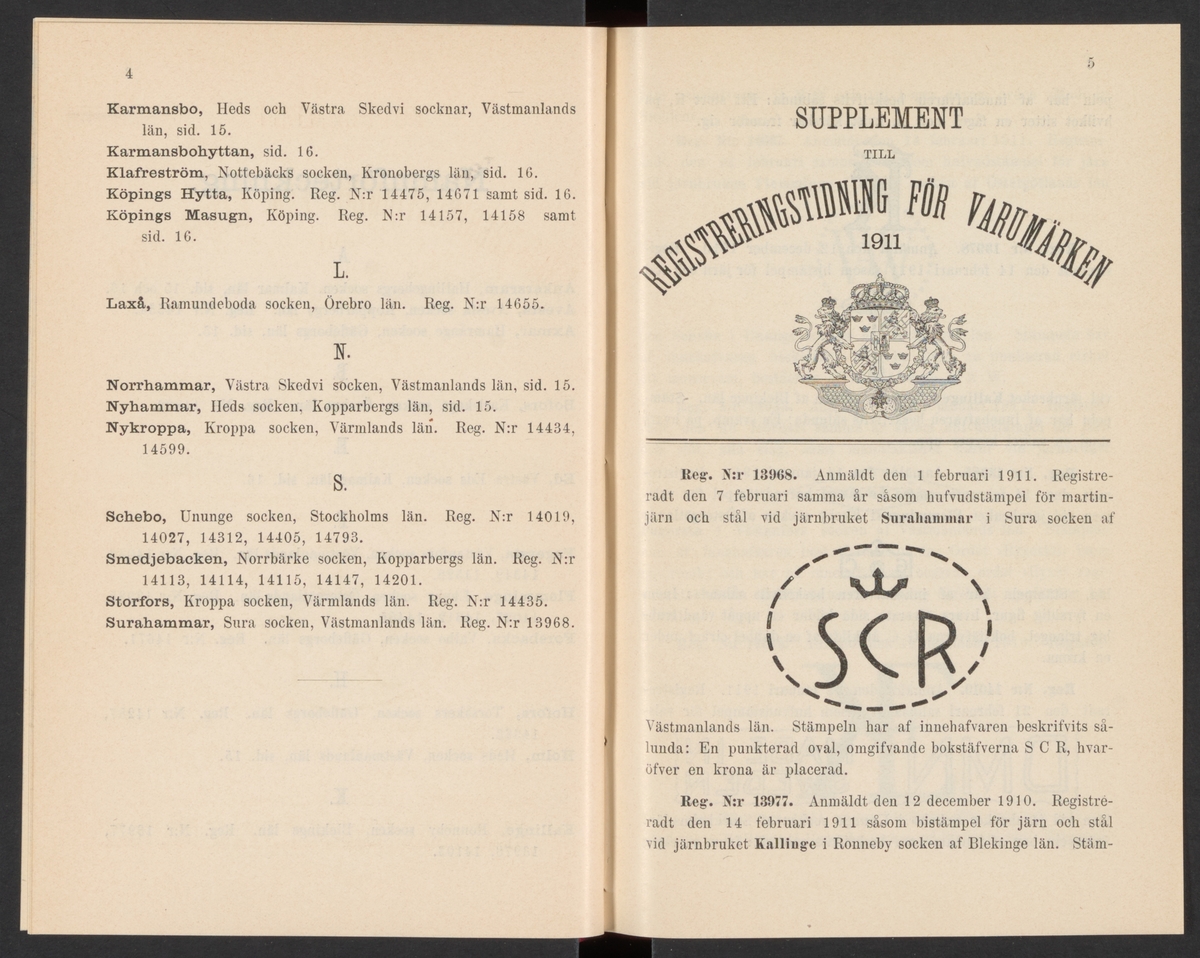 4
Karmansbo, Heds och Västra Skedvi socknar, Västmanlands
län, sid. 15.
Karmansbohyttan, sid. 16.
Klafreström, Nottebäcks socken, Kronobergs län, sid. 16.
Köpings Hytta, Köping. Reg. N:r 14475, 14671 samt sid. 16.
Köpings Masugn, Köping. Reg. N:r 14157, 14158 samt
sid. 16.
L.
Laxå, Ramundeboda socken, Örebro län. Reg. N:r 14655.
N.
Norrhammar, Västra Skedvi socken, Västmanlands län, sid. 15.
Nyhammar, Heds socken, Kopparbergs län, sid. 15.
Nykroppa, Kroppa socken, Värmlands län. Reg. N:r 14434,
14599.
S.
Schebo, Ununge socken, Stockholms län. Reg. N:r 14019,
14027, 14312, 14405, 14793.
Smedjebacken, Norrbärke socken, Kopparbergs län. Reg. N:r
14113, 14114, 14115, 14147, 14201.
Storfors, Kroppa socken, Värmlands län. Reg. N:r 14435.
Surahammar, Sura socken, Västmanlands län. Reg. N:r 13968.
5
SUPPLEMENT
TILL
REGISTRERINGSTIDNING FÖR VARUMÄRKEN
1911
Reg. N:r 13968. Anmäldt den 1 februari 1911. Registre-
radt den 7 februari samma år såsom hufvudstämpel för martin-
järn och stål vid järnbruket Surahammar i Sura socken af
SCR
Västmanlands län. Stämpeln har af innehafvaren beskrifvits så-
lunda: En punkterad oval, omgifvande bokstäfverna S C R, hvar-
öfver en krona är placerad.
Reg. N:r 13977. Anmäldt den 12 december 1910. Registre-
radt den 14 februari 1911 såsom bistämpel för järn och stål
vid järnbruket Kallinge i Ronneby socken af Blekinge län. Stäm-